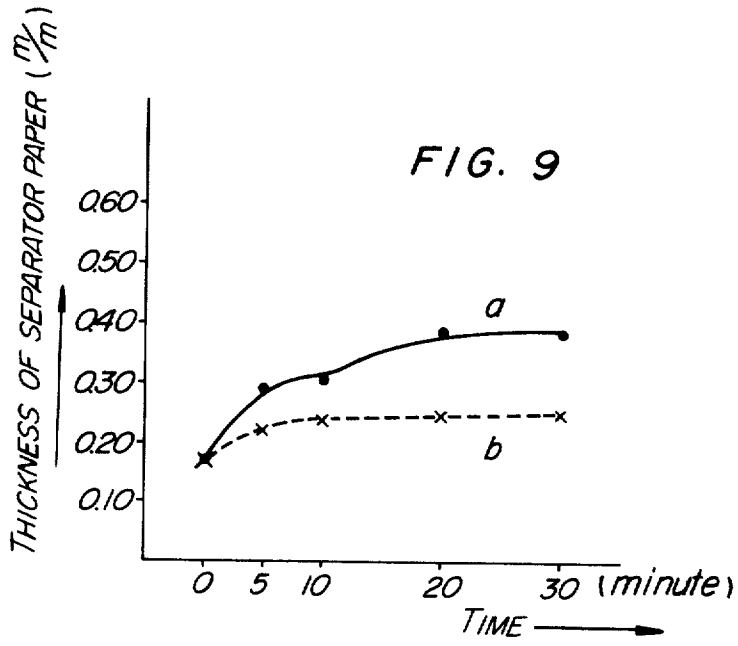 FIG. 9
THICKNESS OF SEPARATOR PAPER (m/m)
0.60
0.50
0.40
0.30
0.20
0.10
a
b
0 5 10 20 30 (minute)
TIME